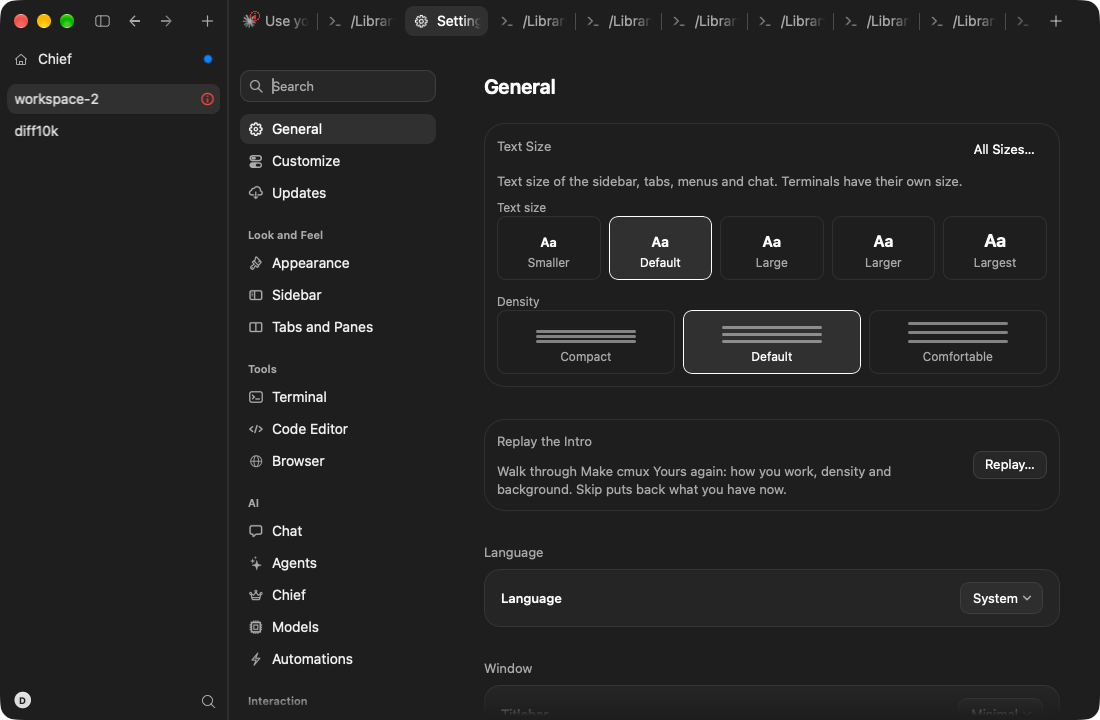 Use yo
/Librar
Setting
/Librar
/Librar
/Librar
/Librar
/Librar
/Librar
Chief
workspace-2
diff10k
D
Search
General
Customize
Updates
Look and Feel
Appearance
Sidebar
Tabs and Panes
Tools
Terminal
Code Editor
Browser
AI
Chat
Agents
Chief
Models
Automations
Interaction
General
Text Size
All Sizes...
Text size of the sidebar, tabs, menus and chat. Terminals have their own size.
Text size
Aa Aa Aa Aa Aa
Smaller Default Large Larger Largest
Density
Compact Default Comfortable
Replay the Intro
Walk through Make cmux Yours again: how you work, density and
background. Skip puts back what you have now.
Replay...
Language
Language System
Window
Titlebar Minimal